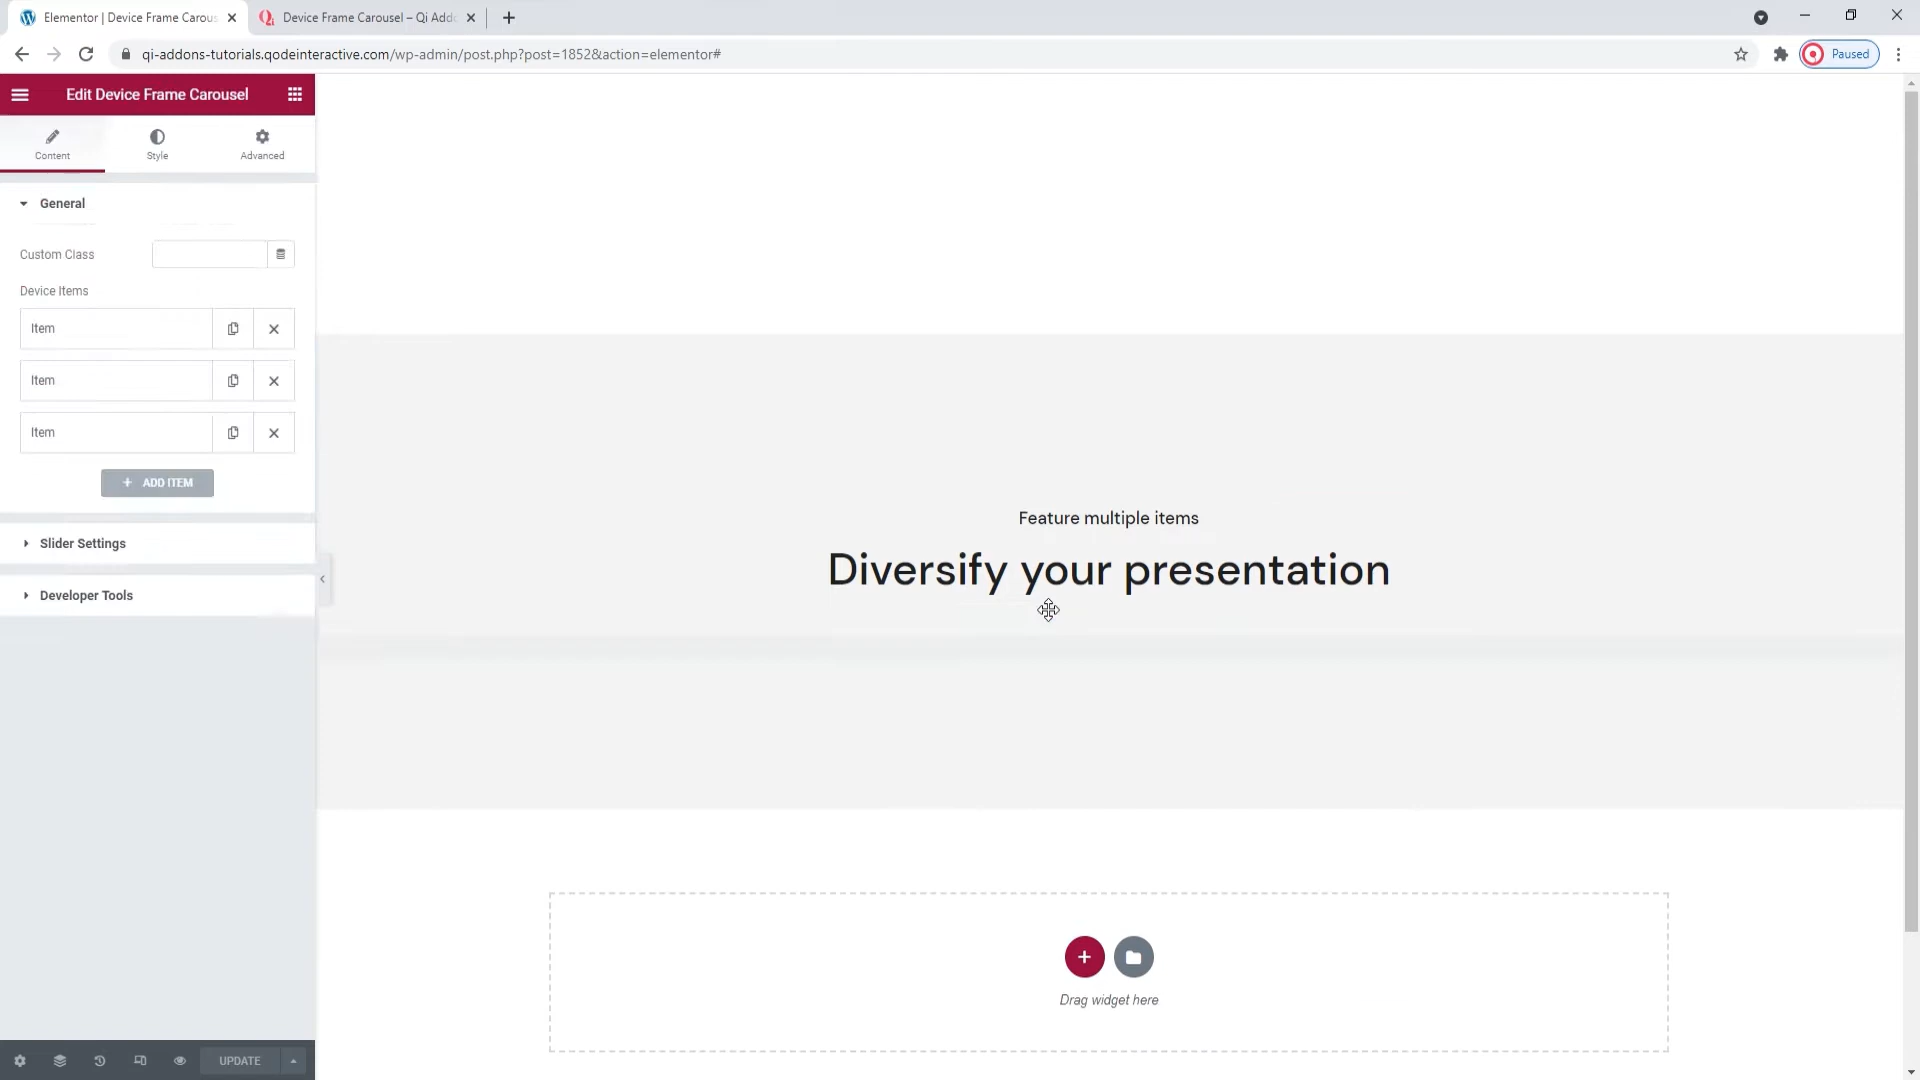 Elementor | Device Frame Carous
Device Frame Carousel – Qi Addo
qi-addons-tutorials.qodeinteractive.com/wp-admin/post.php?post=1852&action=elementor#
Paused
Edit Device Frame Carousel
Content
Style
Advanced
General
Custom Class
Device Items
Item
Item
Item
+ ADD ITEM
Slider Settings
Developer Tools
UPDATE
Feature multiple items
Diversify your presentation
Drag widget here